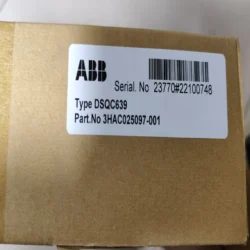 ABB
Serial. No 23770#22100748
Type DSQC639
Part.No 3HAC025097-001